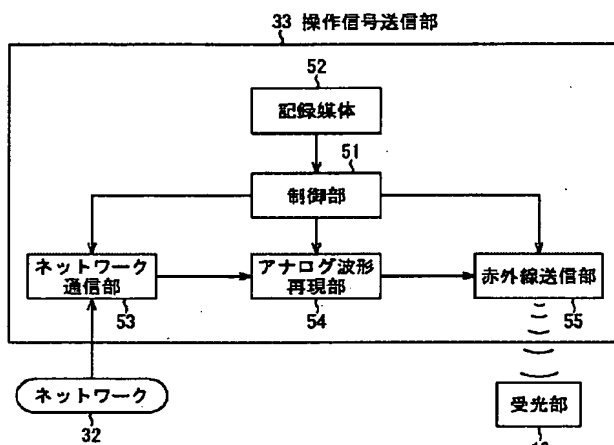 33 操作信号送信部
52
記録媒体
51
制御部
ネットワーク
通信部
53
アナログ波形
再現部
54
赤外線送信部
55
ネットワーク
32
受光部